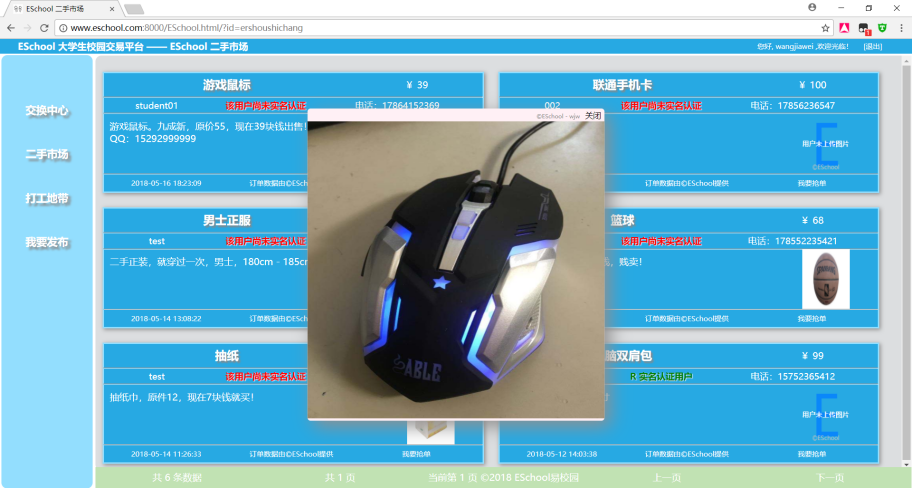 ESchool 二手市场
www.eschool.com:8000/ESchool.html/?id=ershoushichang
ESchool 大学生校园交易平台 —— ESchool 二手市场
您好, wangjiawei ,欢迎光临!
[退出]
交换中心
二手市场
打工地带
我要发布
游戏鼠标
¥ 39
student01
该用户尚未实名认证
电话：17864152369
游戏鼠标。九成新，原价55，现在39块钱出售!
QQ：15292999999
2018-05-16 18:23:09
订单数据由©ESchool提供
联通手机卡
¥ 100
002
该用户尚未实名认证
电话：17856236547
用户未上传图片
©ESchool
订单数据由©ESchool提供
我要抢单
©ESchool - wjw
关闭
ABLE
男士正服
test
该用户尚未实名认证
二手正装，就穿过一次，男士，180cm - 185cm
2018-05-14 13:08:22
订单数据由©ESchool提供
篮球
¥ 68
该用户尚未实名认证
电话：178552235421
，贱卖!
SPALDING
订单数据由©ESchool提供
我要抢单
抽纸
test
该用户尚未实名认证
抽纸巾，原件12，现在7块钱就买!
2018-05-14 11:26:33
订单数据由©ESchool提供
我要抢单
脑双肩包
¥ 99
R 实名认证用户
电话：15752365412
用户未上传图片
©ESchool
2018-05-12 14:03:38
订单数据由©ESchool提供
我要抢单
共 6 条数据
共 1 页
当前第 1 页 ©2018 ESchool易校园
上一页
下一页